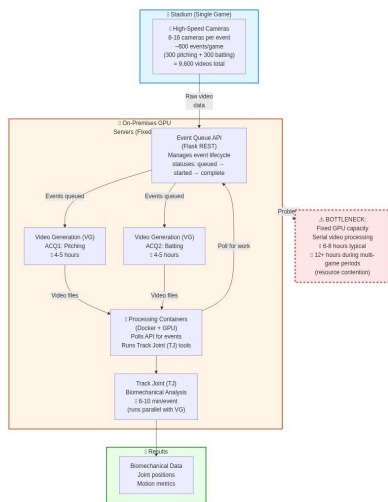 Stadium (Single Game)
High-Speed Cameras
8-16 cameras per event
~600 events/game
(300 pitching + 300 batting)
= 9,600 videos total
Raw video
data
On-Premises GPU
Servers (Fixed
Event Queue API
(Flask REST)
Manages event lifecycle
statuses: queued →
started → complete
Events queued
Events queued
Problem
Video Generation (VG)
ACQ1: Pitching
4-5 hours
Video Generation (VG)
ACQ2: Batting
4-5 hours
Poll for work
⚠ BOTTLENECK:
Fixed GPU capacity
Serial video processing
6-8 hours typical
12+ hours during multi-
game periods
(resource contention)
Video files
Video files
Processing Containers
(Docker + GPU)
Polls API for events
Runs Track Joint (TJ) tools
Track Joint (TJ)
Biomechanical Analysis
6-10 min/event
(runs parallel with VG)
Results
Biomechanical Data
Joint positions
Motion metrics